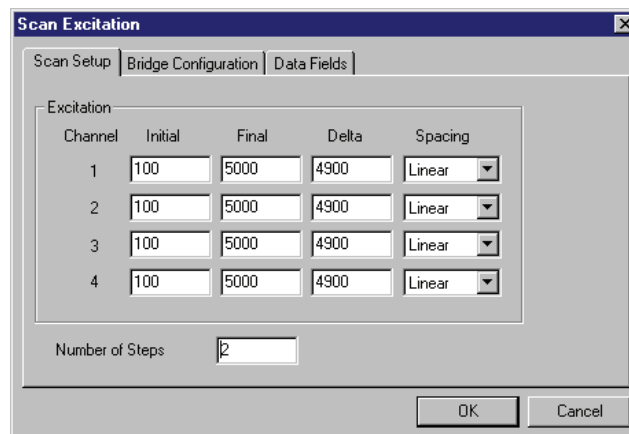 Scan Excitation
Scan Setup Bridge Configuration Data Fields
Excitation
Channel Initial Final Delta Spacing
1 100 5000 4900 Linear
2 100 5000 4900 Linear
3 100 5000 4900 Linear
4 100 5000 4900 Linear
Number of Steps 2
OK Cancel